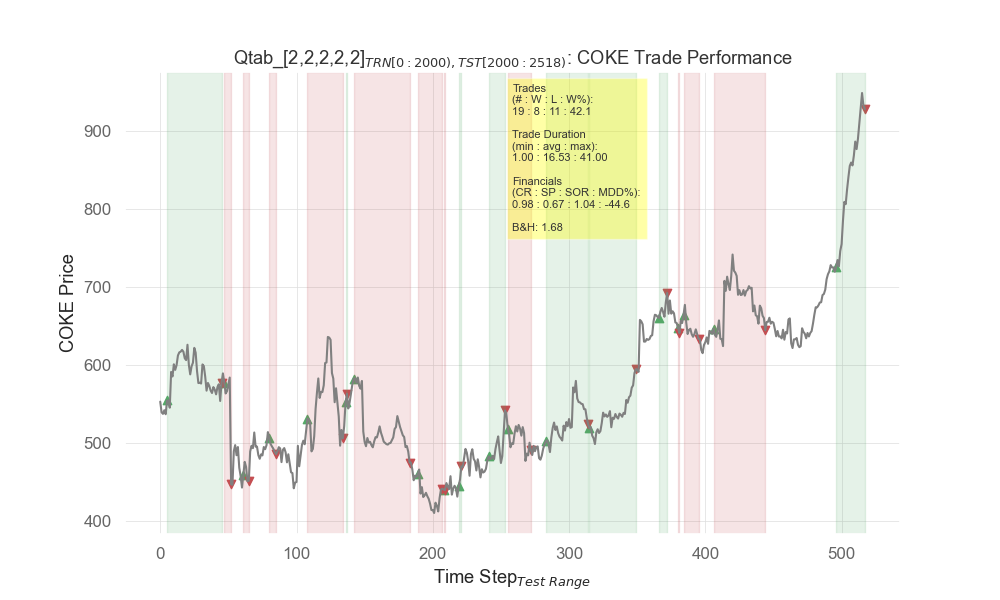 Qtab_[2,2,2,2,2]TRN[0 : 2000), TST[2000 : 2518): COKE Trade Performance
Trades
(# : W : L : W%):
19 : 8 : 11 : 42.1
Trade Duration
(min : avg : max):
1.00 : 16.53 : 41.00
Financials
(CR : SP : SOR : MDD%):
0.98 : 0.67 : 1.04 : -44.6
B&H: 1.68
COKE Price
900
800
700
600
500
400
0 100 200 300 400 500
Time StepTest Range